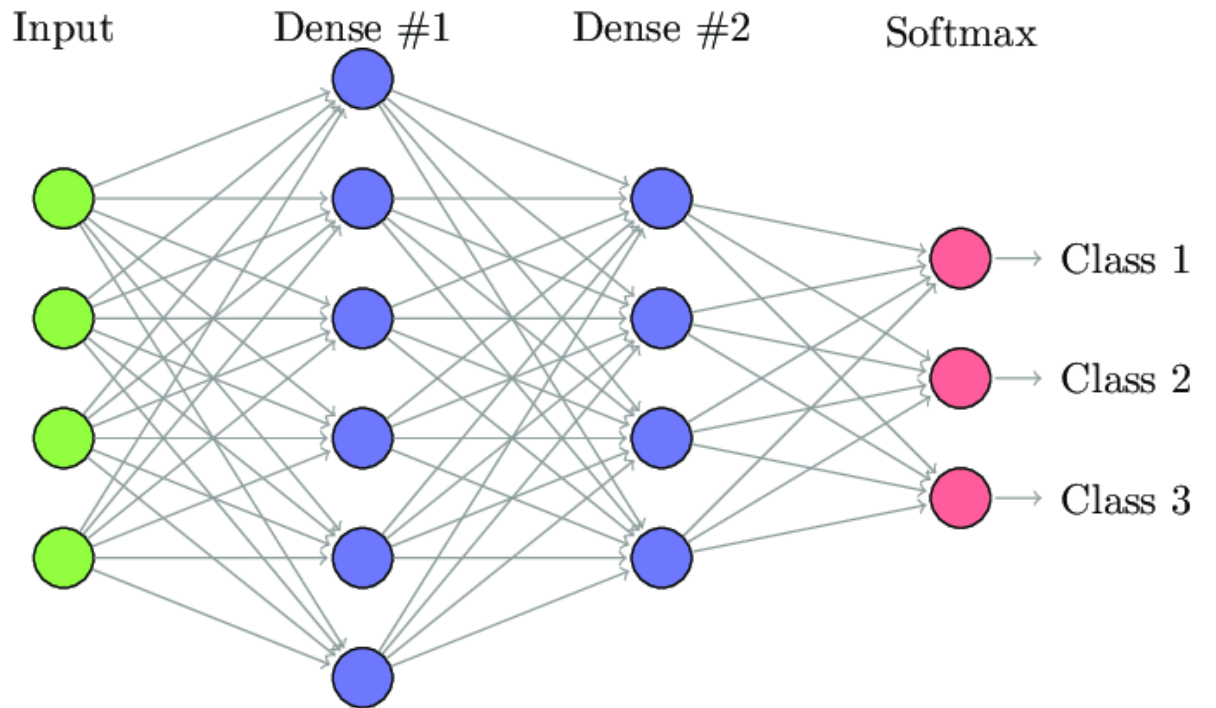 Input
Dense #1
Dense #2
Softmax
Class 1
Class 2
Class 3